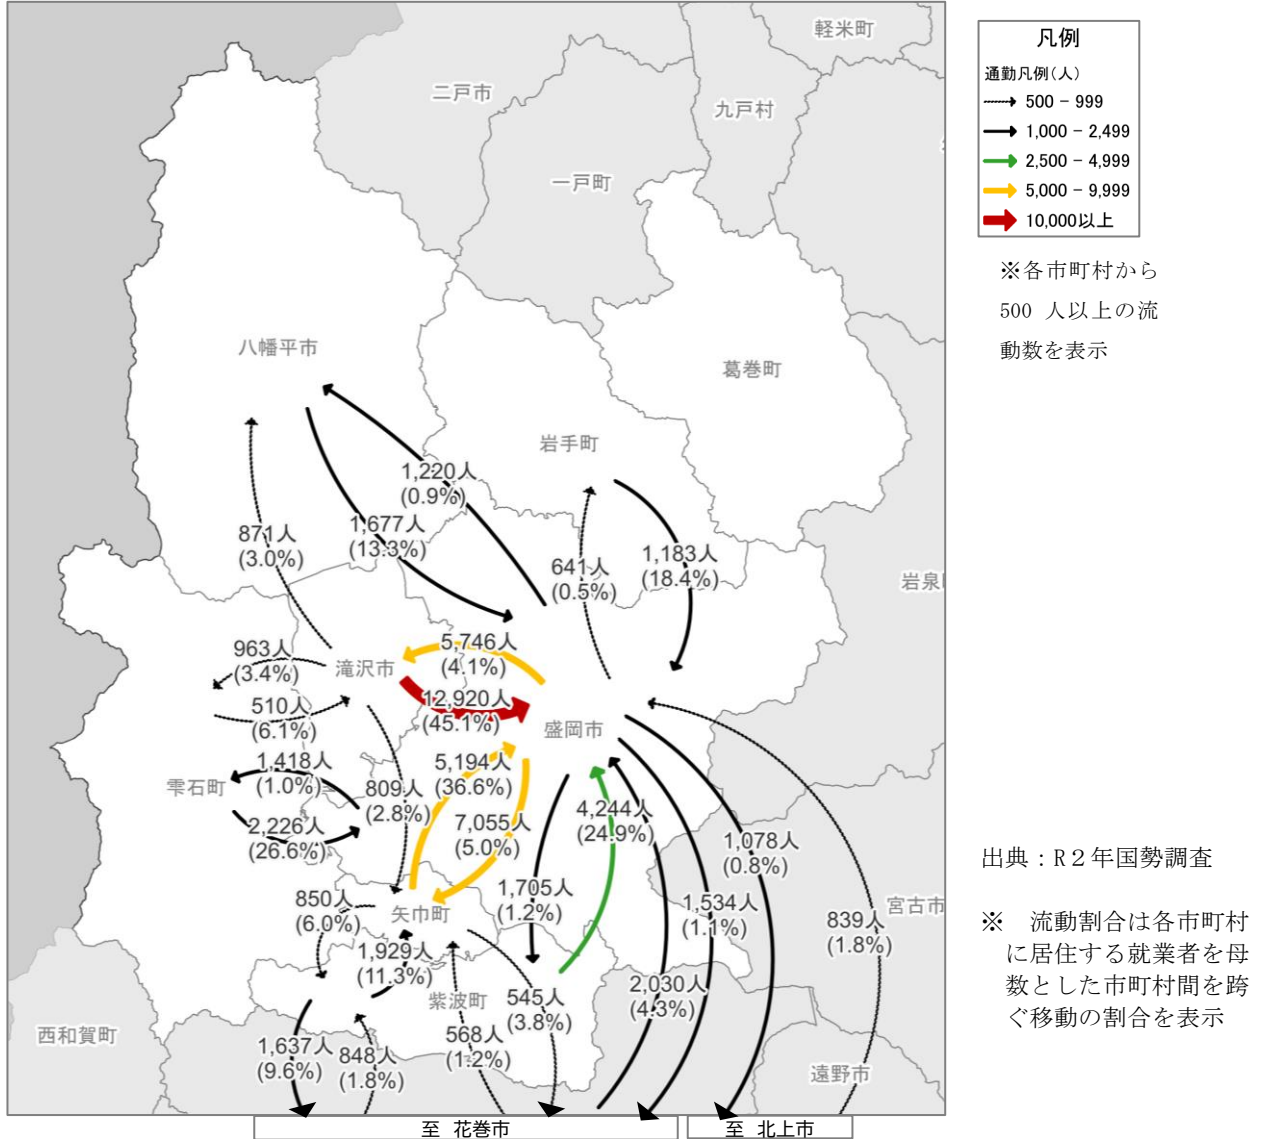 軽米町
二戸市
九戸村
一戸町
八幡平市
葛巻町
岩手町
1,220人
(0.9%)
1,677人
(13.3%)
871人
(3.0%)
641人
(0.5%)
1,183人
(18.4%)
岩泉
963人
(3.4%)
滝沢市
5,746人
(4.1%)
510人
(6.1%)
12,920人
(45.1%)
盛岡市
1,418人
(1.0%)
雫石町
809人
(2.8%)
5,194人
(36.6%)
2,226人
(26.6%)
7,055人
(5.0%)
4,244人
(24.9%)
1,078人
(0.8%)
850人
(6.0%)
矢巾町
1,705人
(1.2%)
1,534人
(1.1%)
839人
(1.8%)
宮古市
1,929人
(11.3%)
紫波町
545人
(3.8%)
2,030人
(4.3%)
西和賀町
1,637人
(9.6%)
848人
(1.8%)
568人
(1.2%)
遠野市
至 花巻市
至 北上市
凡例
通勤凡例(人)
500 - 999
1,000 - 2,499
2,500 - 4,999
5,000 - 9,999
10,000以上
※各市町村から
500 人以上の流
動数を表示
出典：R２年国勢調査
※ 流動割合は各市町村
に居住する就業者を母
数とした市町村間を跨
ぐ移動の割合を表示